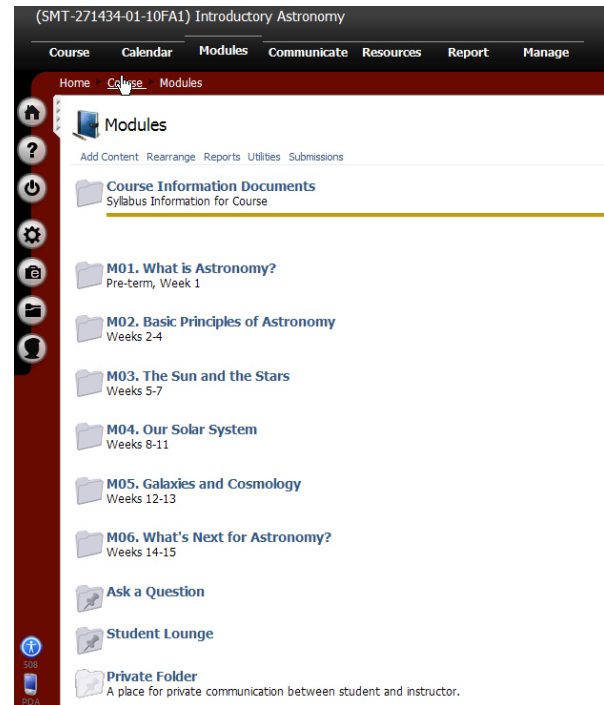 (SMT-271434-01-10FA1) Introductory Astronomy
Course Calendar Modules Communicate Resources Report Manage
Home Course Modules
Modules
Add Content Rearrange Reports Utilities Submissions
Course Information Documents
Syllabus Information for Course
M01. What is Astronomy?
Pre-term, Week 1
M02. Basic Principles of Astronomy
Weeks 2-4
M03. The Sun and the Stars
Weeks 5-7
M04. Our Solar System
Weeks 8-11
M05. Galaxies and Cosmology
Weeks 12-13
M06. What's Next for Astronomy?
Weeks 14-15
Ask a Question
Student Lounge
508
Private Folder
A place for private communication between student and instructor.
PDA